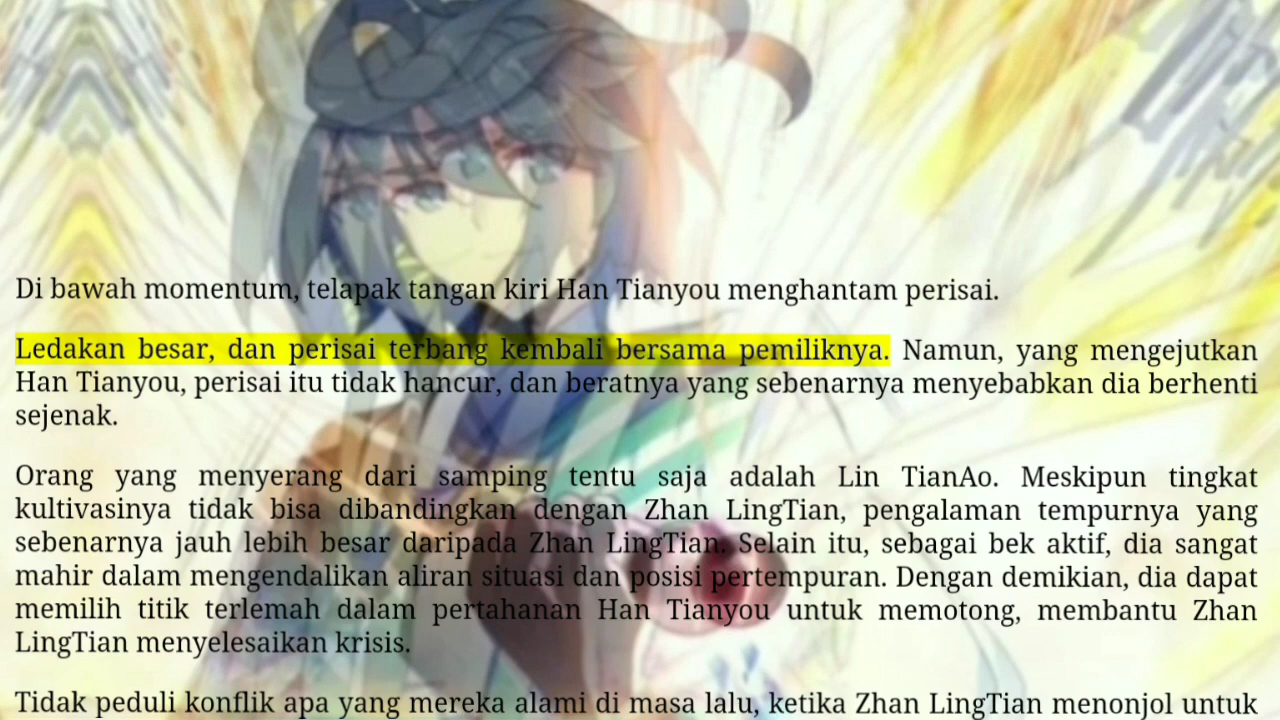 Di bawah momentum, telapak tangan kiri Han Tianyou menghantam perisai.
Ledakan besar, dan perisai terbang kembali bersama pemiliknya. Namun, yang mengejutkan
Han Tianyou, perisai itu tidak hancur, dan beratnya yang sebenarnya menyebabkan dia berhenti
sejenak.
Orang yang menyerang dari samping tentu saja adalah Lin TianAo. Meskipun tingkat
kultivasinya tidak bisa dibandingkan dengan Zhan LingTian, pengalaman tempurnya yang
sebenarnya jauh lebih besar daripada Zhan LingTian. Selain itu, sebagai bek aktif, dia sangat
mahir dalam mengendalikan aliran situasi dan posisi pertempuran. Dengan demikian, dia dapat
memilih titik terlemah dalam pertahanan Han Tianyou untuk memotong, membantu Zhan
LingTian menyelesaikan krisis.
Tidak peduli konflik apa yang mereka alami di masa lalu, ketika Zhan LingTian menonjol untuk